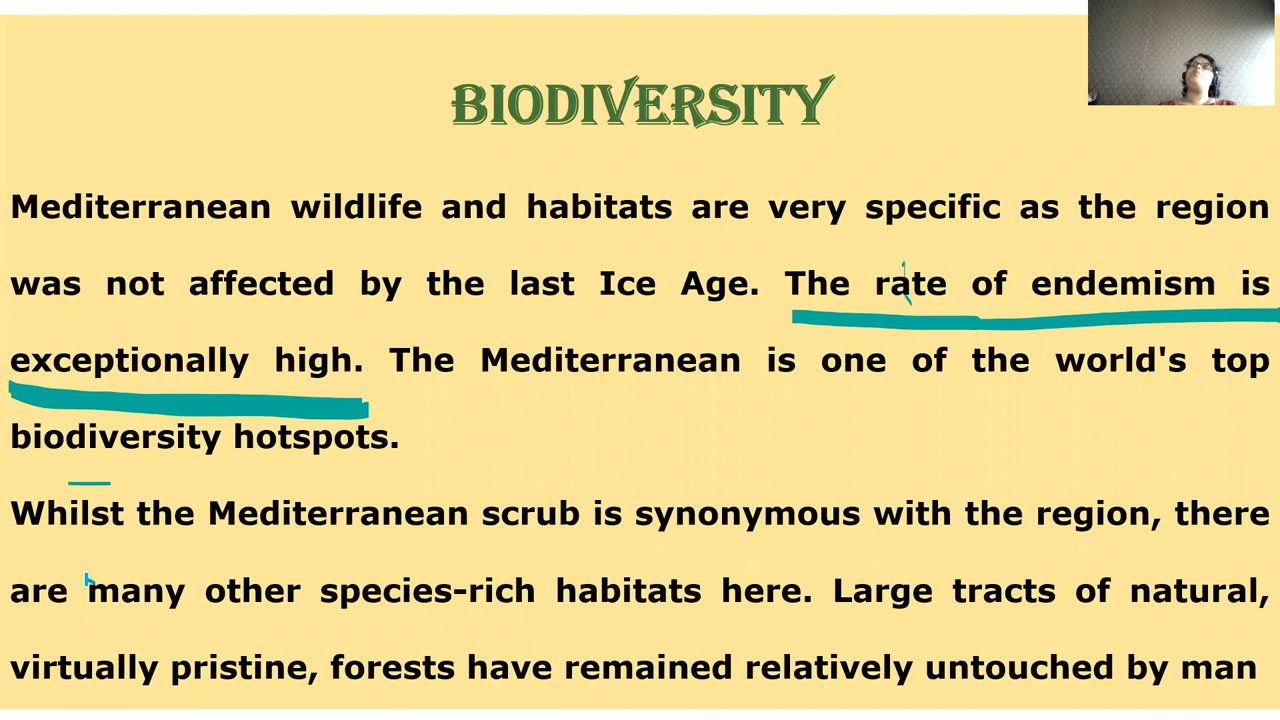 BIODIVERSITY
Mediterranean wildlife and habitats are very specific as the region
was not affected by the last Ice Age. The rate of endemism is
exceptionally high. The Mediterranean is one of the world's top
biodiversity hotspots.
Whilst the Mediterranean scrub is synonymous with the region, there
are many other species-rich habitats here. Large tracts of natural,
virtually pristine, forests have remained relatively untouched by man